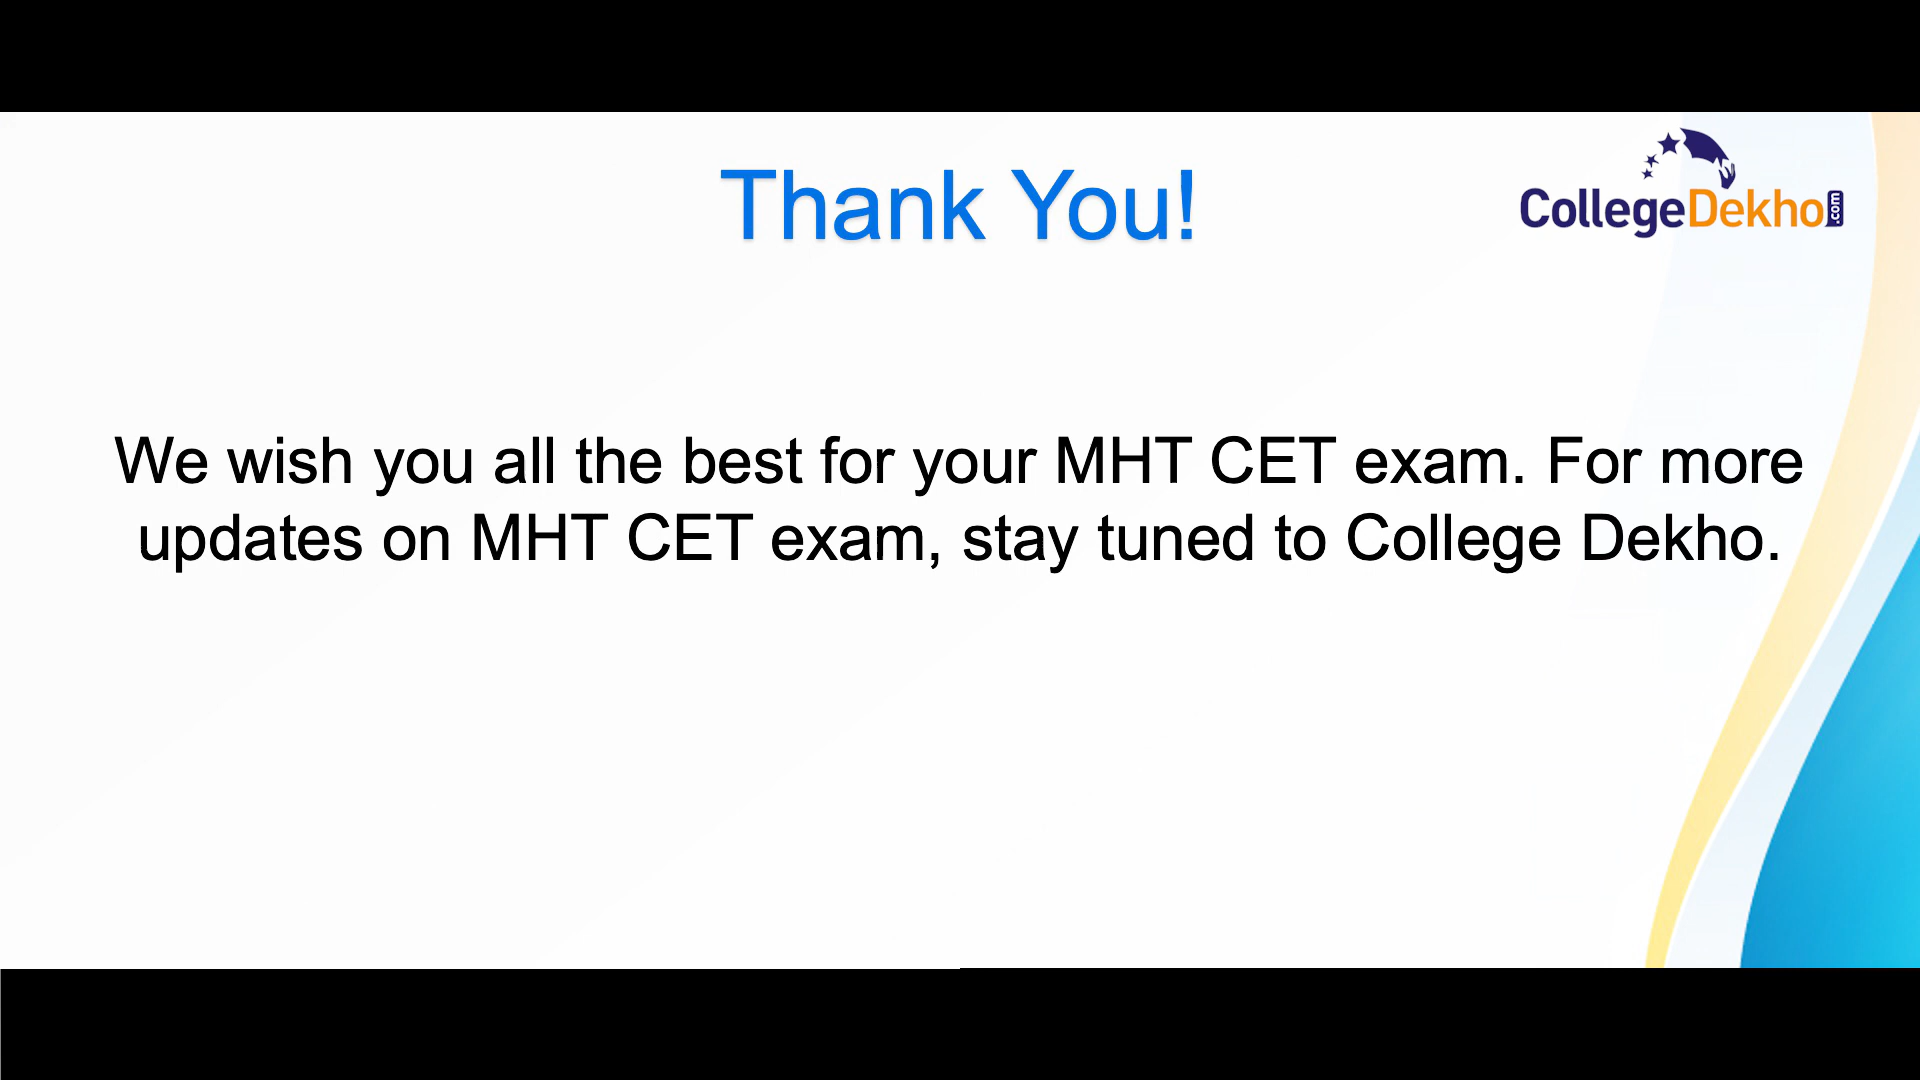 Thank You!
CollegeDekho.com
We wish you all the best for your MHT CET exam. For more
updates on MHT CET exam, stay tuned to College Dekho.